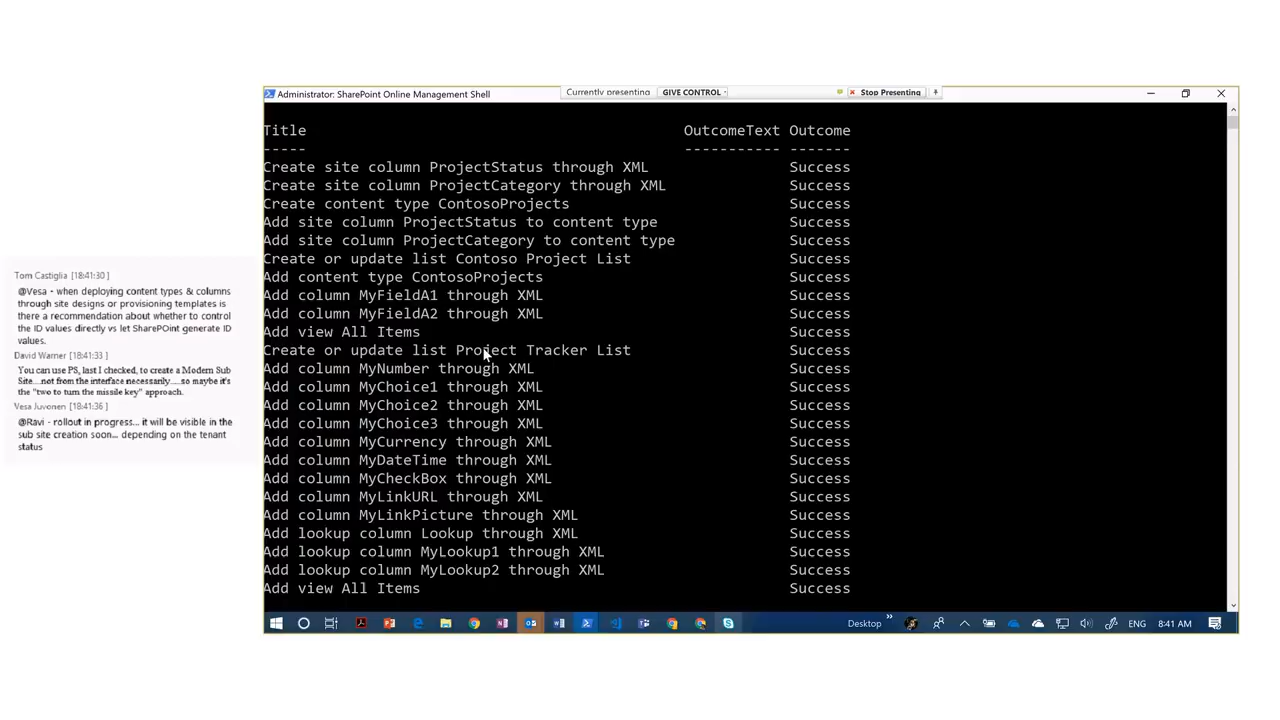 Administrator: SharePoint Online Management Shell
Currently presenting
GIVE CONTROL
Stop Presenting
Title OutcomeText Outcome
----- ----------- -------
Create site column ProjectStatus through XML Success
Create site column ProjectCategory through XML Success
Create content type ContosoProjects Success
Add site column ProjectStatus to content type Success
Add site column ProjectCategory to content type Success
Create or update list Contoso Project List Success
Add content type ContosoProjects Success
Add column MyFieldA1 through XML Success
Add column MyFieldA2 through XML Success
Add view All Items Success
Create or update list Project Tracker List Success
Add column MyNumber through XML Success
Add column MyChoice1 through XML Success
Add column MyChoice2 through XML Success
Add column MyChoice3 through XML Success
Add column MyCurrency through XML Success
Add column MyDateTime through XML Success
Add column MyCheckBox through XML Success
Add column MyLinkURL through XML Success
Add column MyLinkPicture through XML Success
Add lookup column Lookup through XML Success
Add lookup column MyLookup1 through XML Success
Add lookup column MyLookup2 through XML Success
Add view All Items Success
Tom Castiglia [18:41:30 ]
@Vesa - when deploying content types & columns
through site designs or provisioning templates is
there a recommendation about whether to control
the ID values directly vs let SharePOint generate ID
values.
David Warner [18:41:33 ]
You can use PS, last I checked, to create a Modern Sub
Site....not from the interface necessarily.....so maybe it's
the "two to turn the missile key" approach.
Vesa Juvonen [18:41:36 ]
@Ravi - rollout in progress... it will be visible in the
sub site creation soon... depending on the tenant
status
Desktop
ENG
8:41 AM